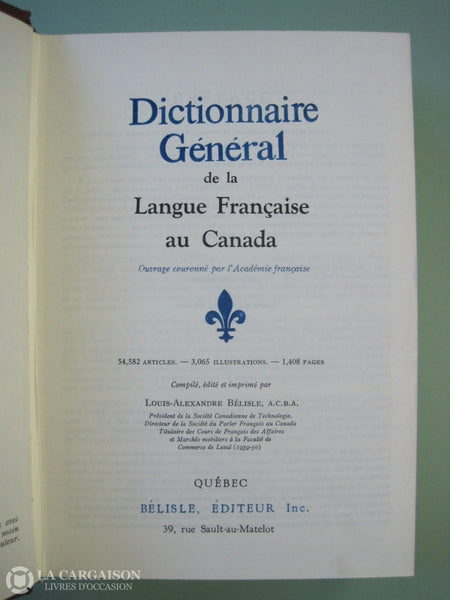 Dictionnaire
Général
de la
Langue Française
au Canada
Ouvrage couronné par l'Académie française
54,582 ARTICLES. — 3,065 ILLUSTRATIONS. — 1,408 PAGES
Compilé, édité et imprimé par
LOUIS-ALEXANDRE BÉLISLE, A.C.B.A.
Président de la Société Canadienne de Technologie.
Directeur de la Société du Parler Français au Canada
Titulaire des Cours de Français des Affaires
et Marchés mobiliers à la Faculté de
Commerce de Laval (1939-50)
QUÉBEC
BÉLISLE, ÉDITEUR Inc.
39, rue Sault-au-Matelot
avec
main
LA CARGAISON
LIVRES D'OCCASION